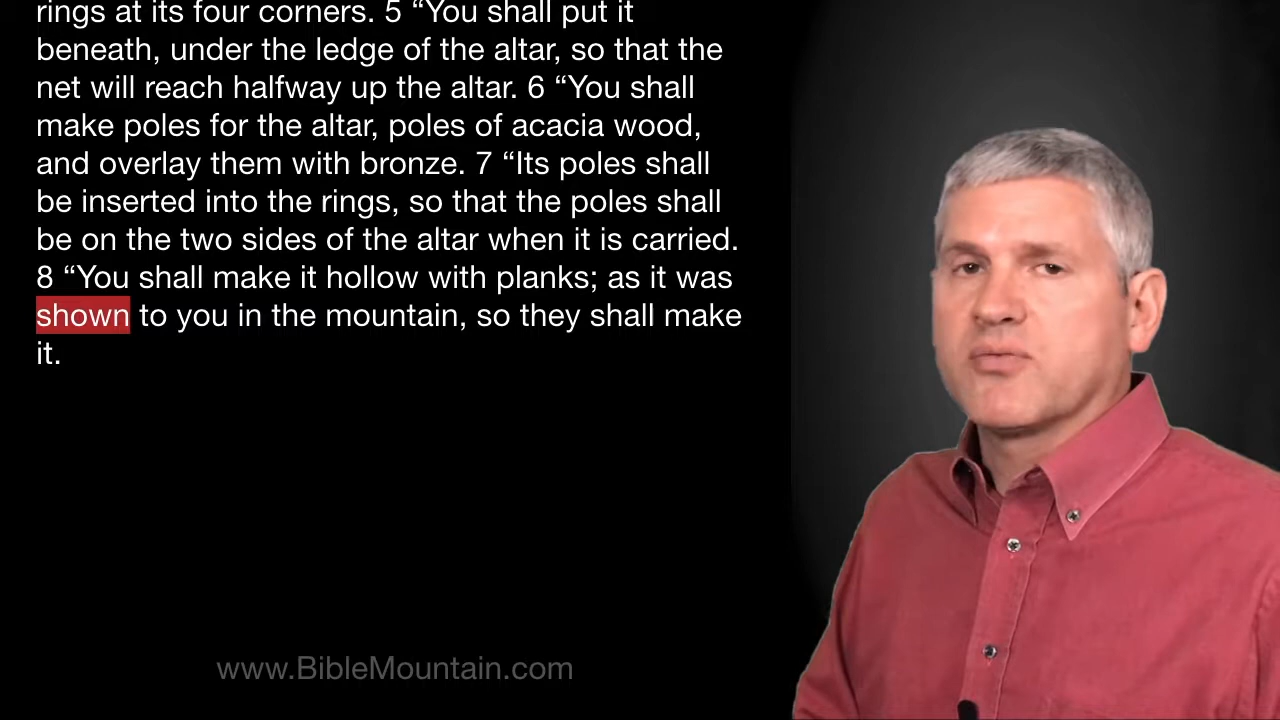 rings at its four corners. 5 “You shall put it
beneath, under the ledge of the altar, so that the
net will reach halfway up the altar. 6 “You shall
make poles for the altar, poles of acacia wood,
and overlay them with bronze. 7 “Its poles shall
be inserted into the rings, so that the poles shall
be on the two sides of the altar when it is carried.
8 “You shall make it hollow with planks; as it was
shown to you in the mountain, so they shall make
it.
www.BibleMountain.com